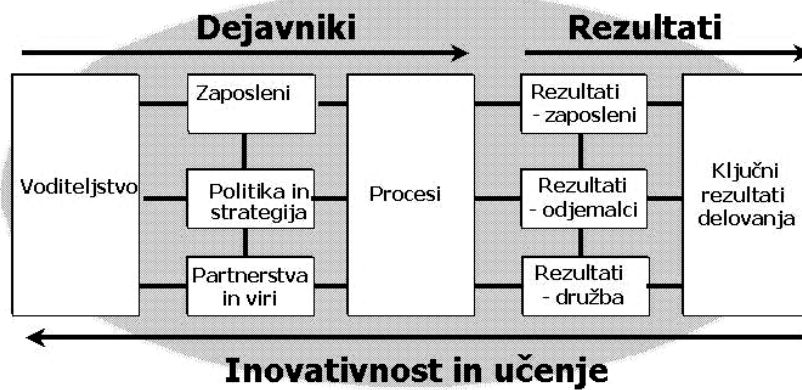 Dejavniki
Rezultati
Voditeljstvo
Zaposleni
Politika in
strategija
Partnerstva
in viri
Procesi
Rezultati
- zaposleni
Rezultati
- odjemalci
Rezultati
- družba
Ključni
rezultati
delovanja
Inovativnost in učenje